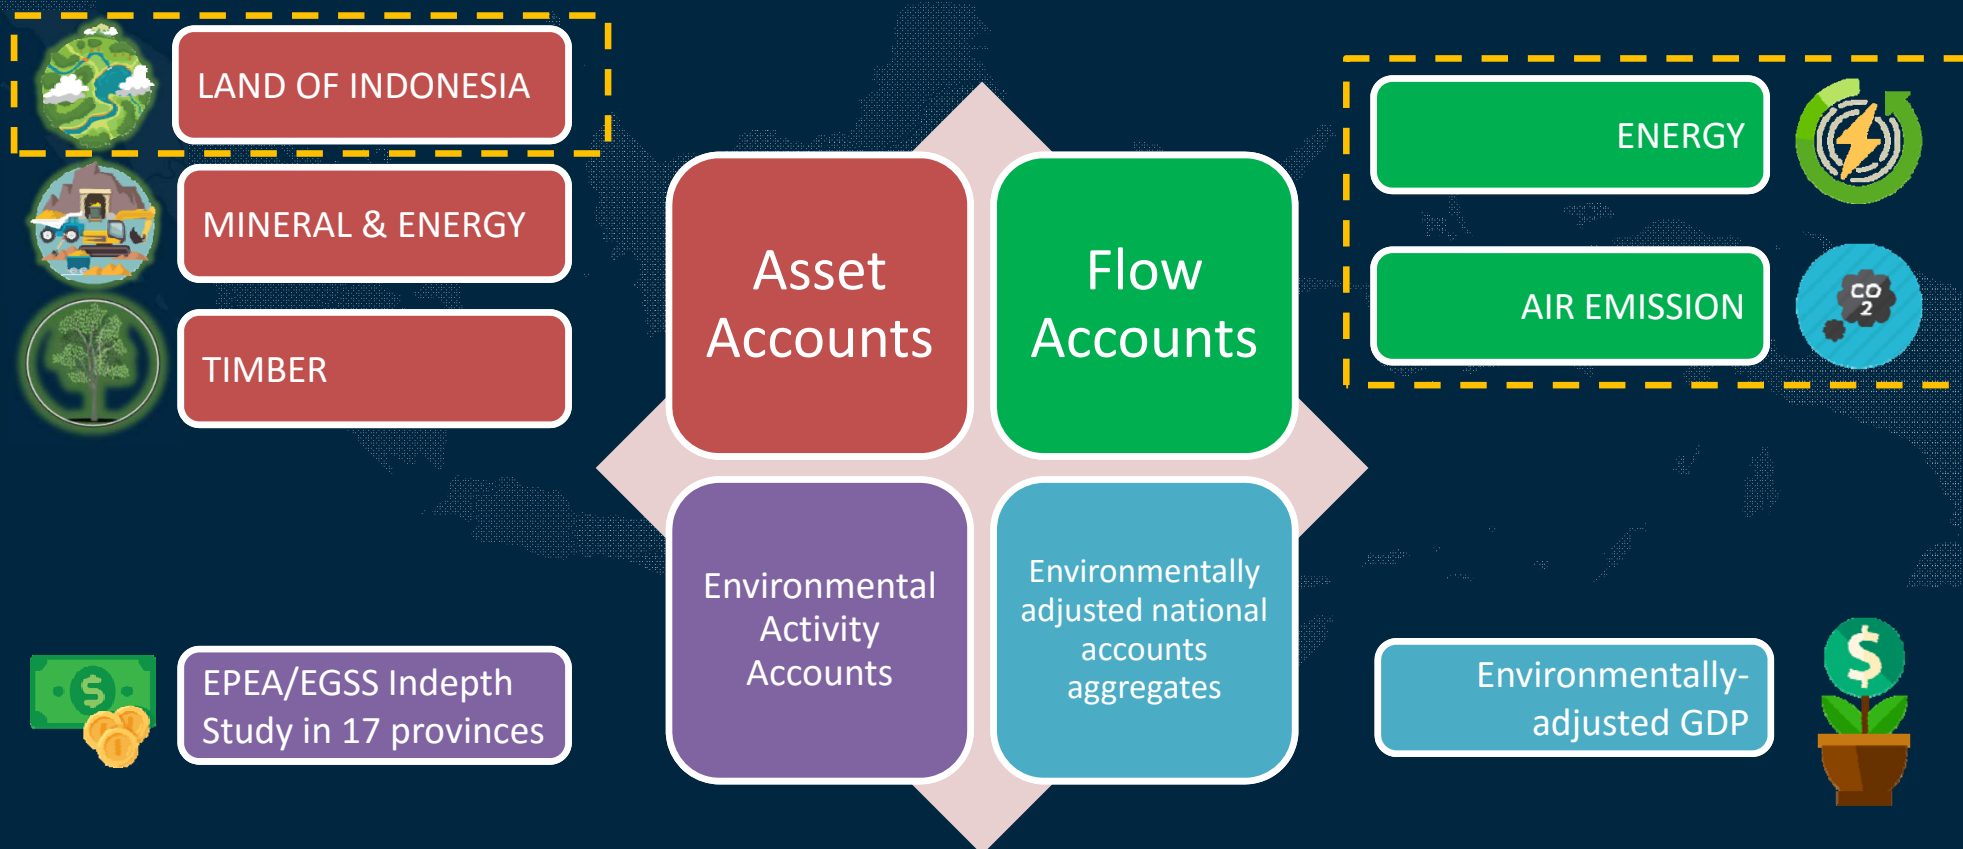 LAND OF INDONESIA
MINERAL & ENERGY
TIMBER
Asset
Accounts
Flow
Accounts
ENERGY
AIR EMISSION
CO
2
Environmental
Activity
Accounts
Environmentally
adjusted national
accounts
aggregates
$
EPEA/EGSS Indepth
Study in 17 provinces
$
Environmentally-
adjusted GDP